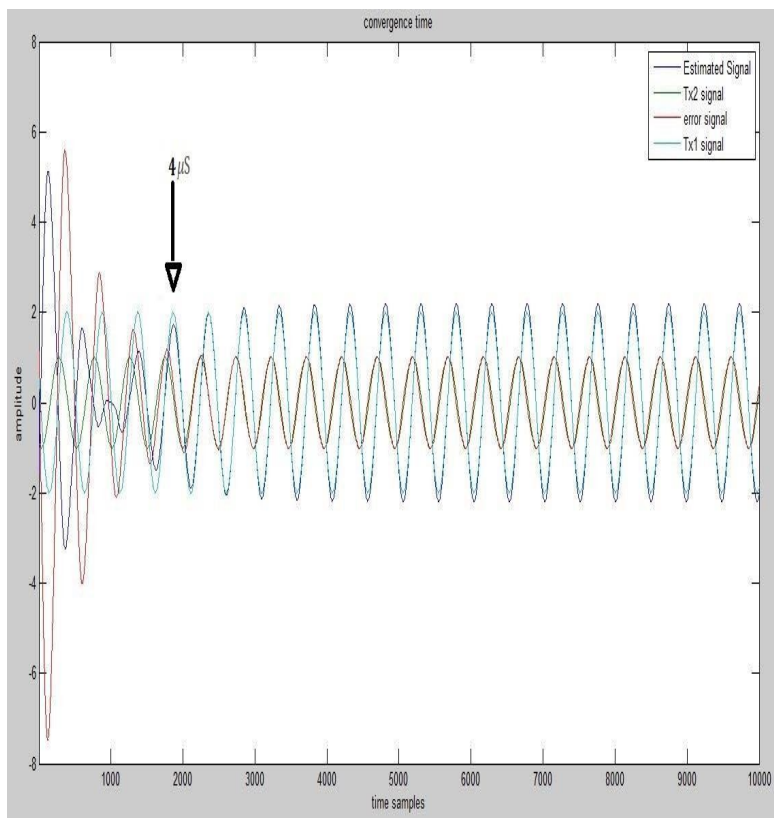 convergence time
8
6
4
2
0
-2
-4
-6
-8
amplitude
Estimated Signal
Tx2 signal
error signal
Tx1 signal
4 μS
1000 2000 3000 4000 5000 6000 7000 8000 9000 10000
time samples